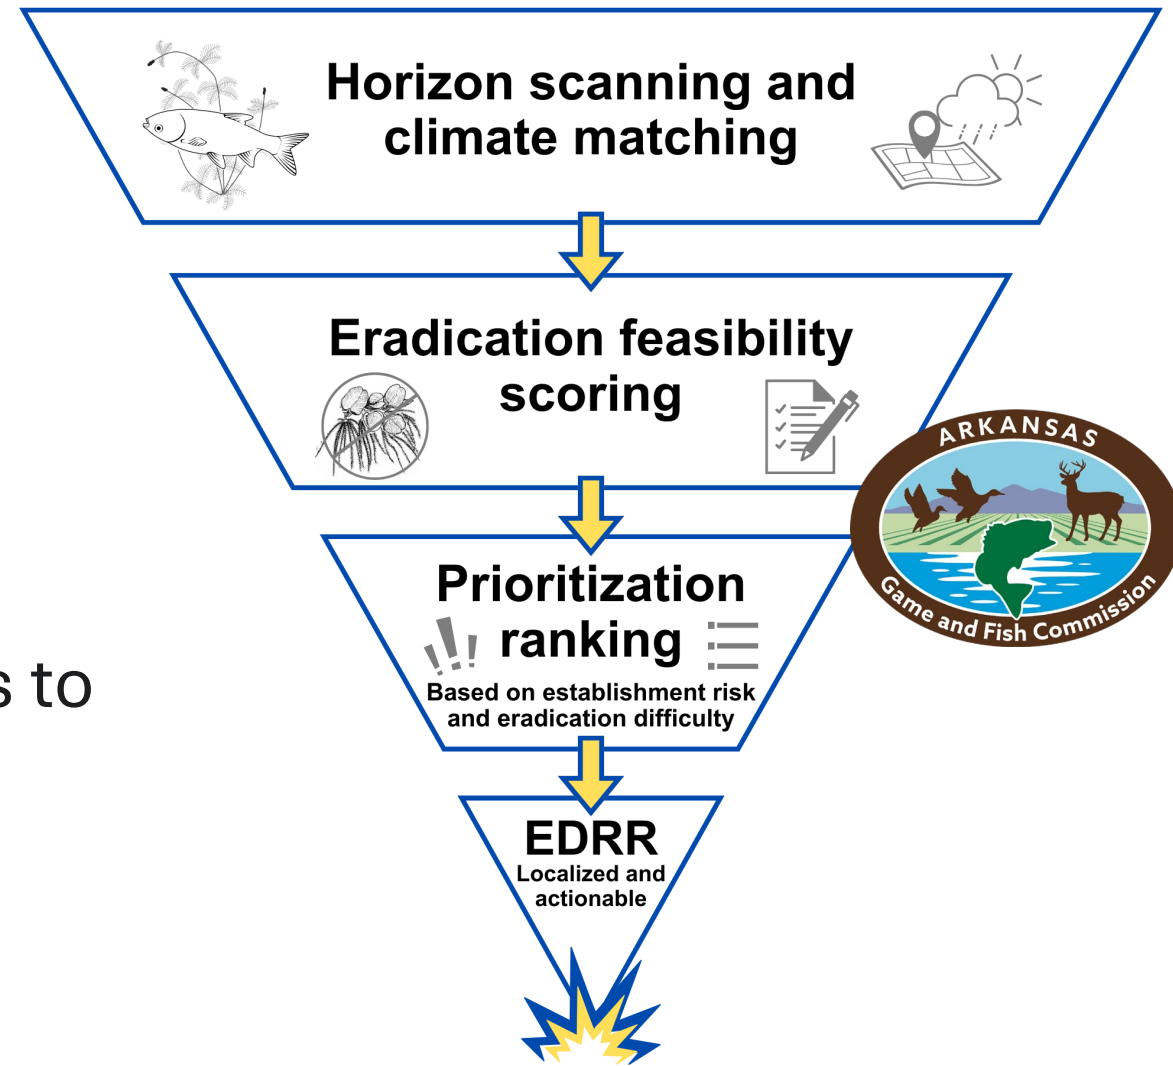 Horizon scanning and
climate matching
Eradication feasibility
scoring
ARKANSAS
Game and Fish Commission
Prioritization
ranking
Based on establishment risk
and eradication difficulty
s to
EDRR
Localized and
actionable